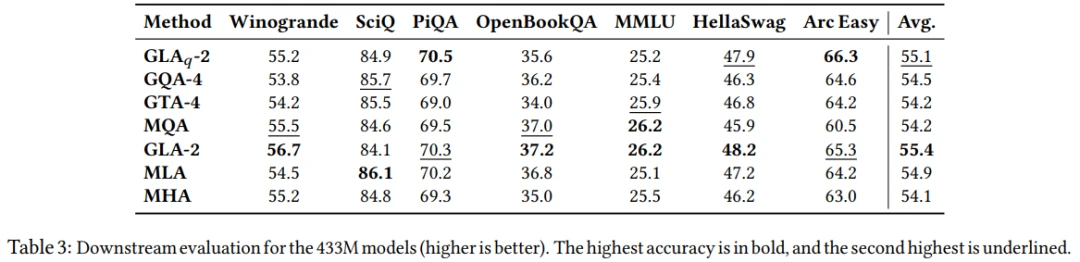 Method Winogrande SciQ PiQA OpenBookQA MMLU HellaSwag Arc Easy Avg.
GLAq-2 55.2 84.9 70.5 35.6 25.2 47.9 66.3 55.1
GQA-4 53.8 85.7 69.7 36.2 25.4 46.3 64.6 54.5
GTA-4 54.2 85.5 69.0 34.0 25.9 46.8 64.2 54.2
MQA 55.5 84.6 69.5 37.0 26.2 45.9 60.5 54.2
GLA-2 56.7 84.1 70.3 37.2 26.2 48.2 65.3 55.4
MLA 54.5 86.1 70.2 36.8 25.1 47.2 64.2 54.9
MHA 55.2 84.8 69.3 35.0 25.5 46.2 63.0 54.1
Table 3: Downstream evaluation for the 433M models (higher is better). The highest accuracy is in bold, and the second highest is underlined.